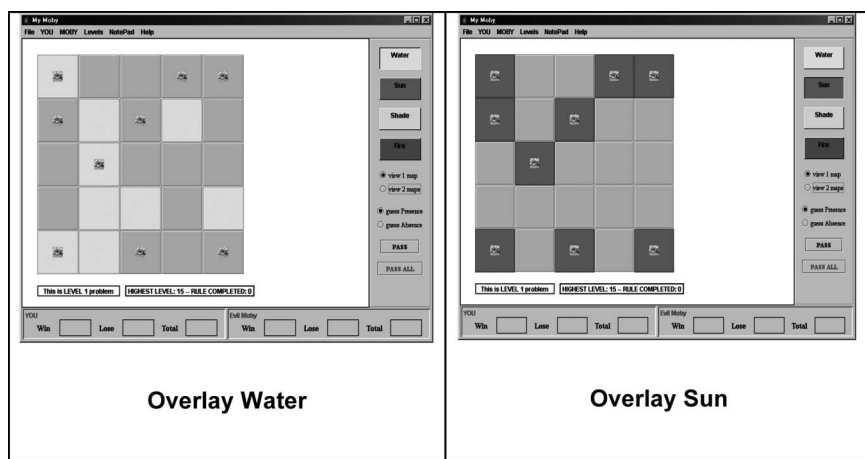 My Moby
File YOU MOBY Levels NotePad Help
Water
Sun
Shade
Fire
view 1 map
view 2 maps
guess Presence
guess Absence
PASS
PASS ALL
This is LEVEL 1 problem HIGHEST LEVEL: 15 -- RULE COMPLETED: 0
YOU Evil Moby
Win Lose Total Win Lose Total
Overlay Water
My Moby
File YOU MOBY Levels NotePad Help
Water
Sun
Shade
Fire
view 1 map
view 2 maps
guess Presence
guess Absence
PASS
PASS ALL
This is LEVEL 1 problem HIGHEST LEVEL: 15 -- RULE COMPLETED: 0
YOU Evil Moby
Win Lose Total Win Lose Total
Overlay Sun